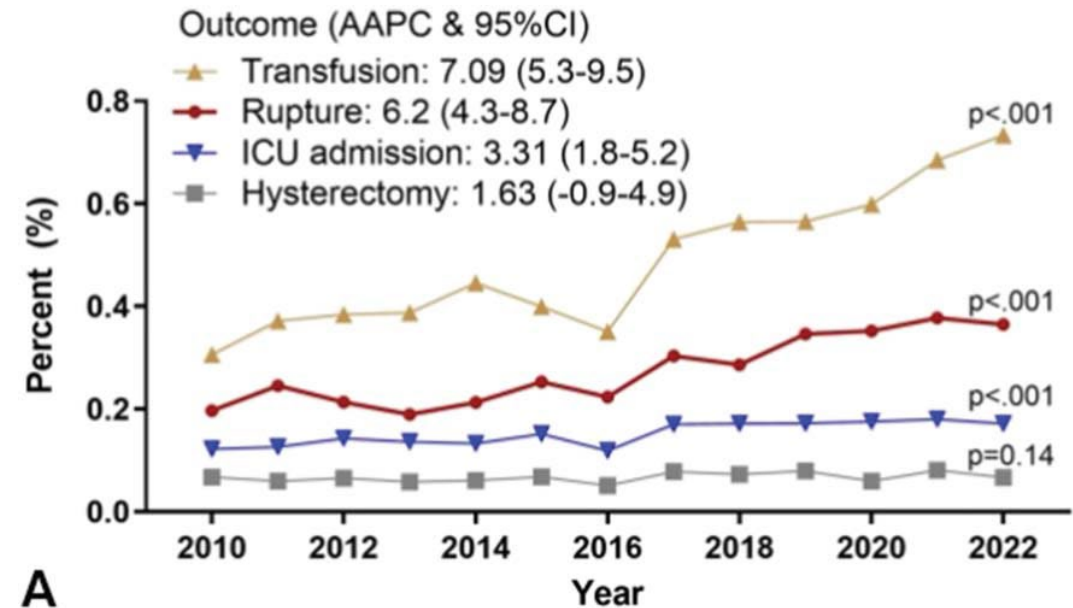 Outcome (AAPC & 95%CI)
Transfusion: 7.09 (5.3-9.5)
Rupture: 6.2 (4.3-8.7)
ICU admission: 3.31 (1.8-5.2)
Hysterectomy: 1.63 (-0.9-4.9)
Percent (%)
0.8
0.6
0.4
0.2
0.0
p<.001
p<.001
p<.001
p=0.14
2010 2012 2014 2016 2018 2020 2022
A
Year